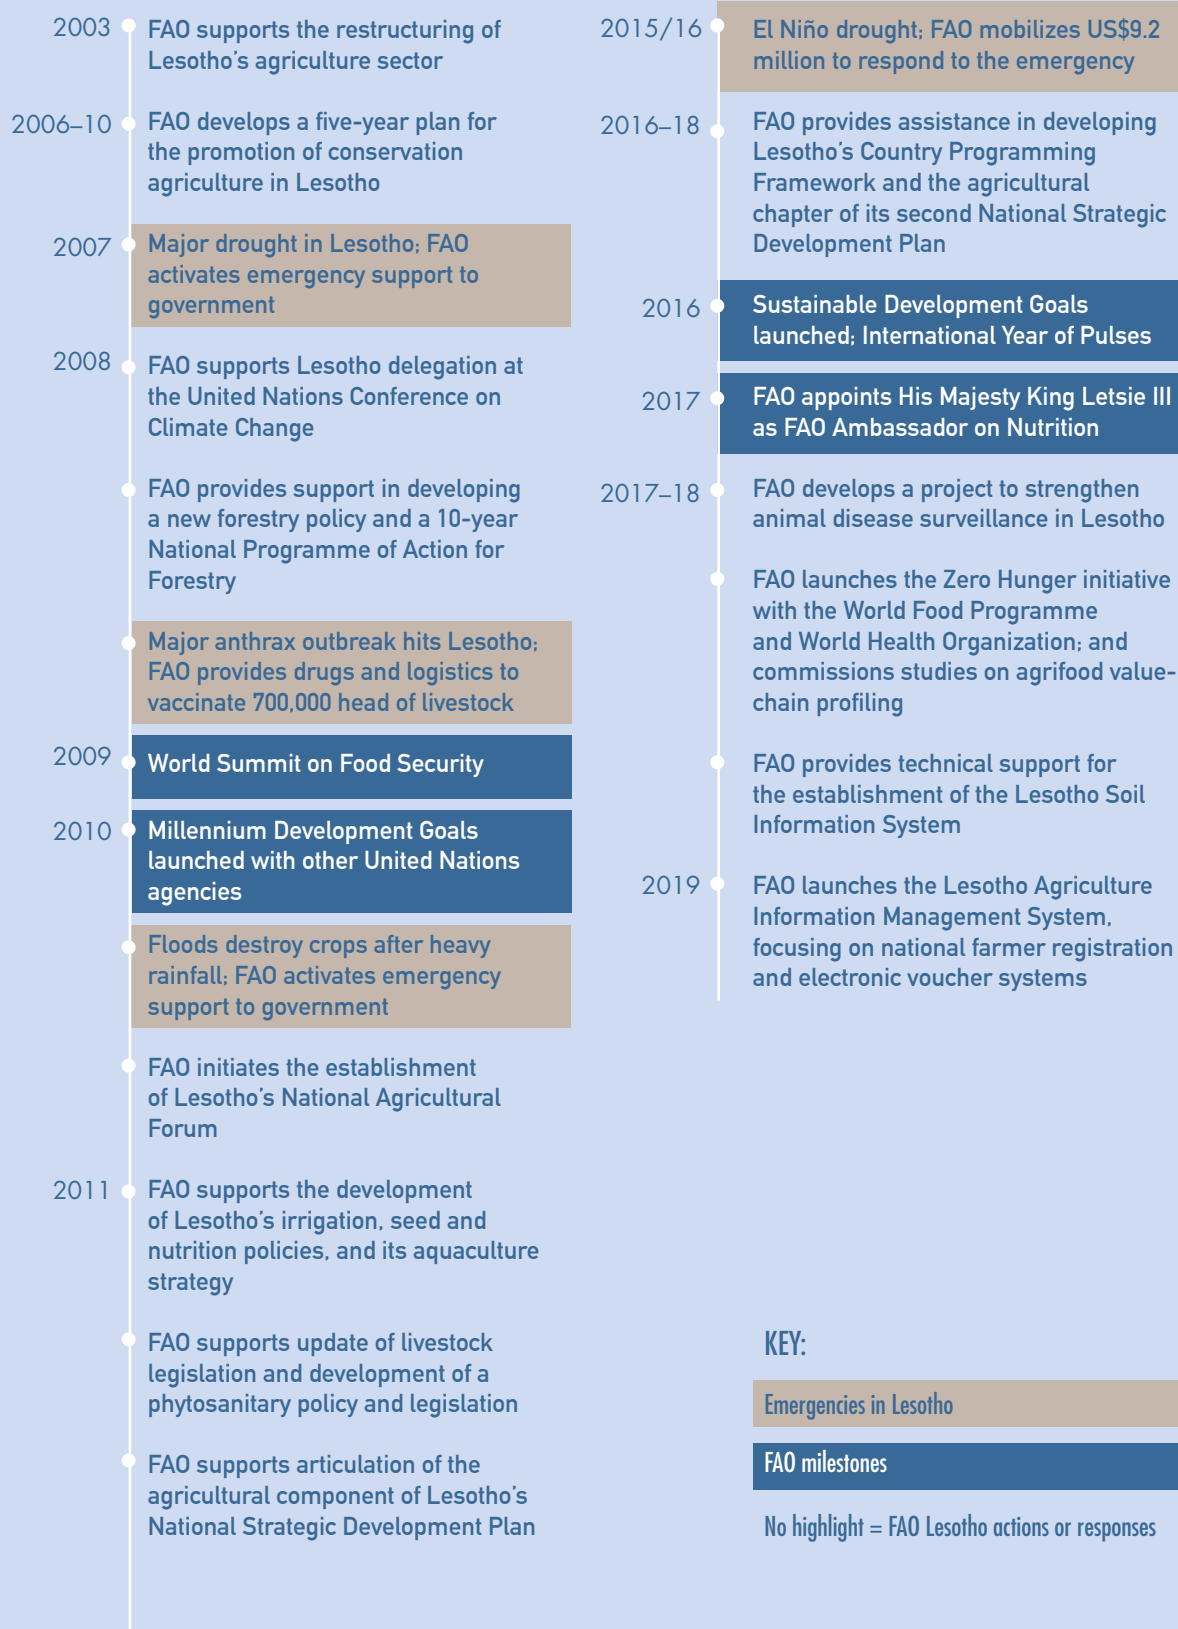 2003
FAO supports the restructuring of
Lesotho’s agriculture sector
2006–10
FAO develops a five-year plan for
the promotion of conservation
agriculture in Lesotho
2007
Major drought in Lesotho; FAO
activates emergency support to
government
2008
FAO supports Lesotho delegation at
the United Nations Conference on
Climate Change
FAO provides support in developing
a new forestry policy and a 10-year
National Programme of Action for
Forestry
Major anthrax outbreak hits Lesotho;
FAO provides drugs and logistics to
vaccinate 700,000 head of livestock
2009
World Summit on Food Security
2010
Millennium Development Goals
launched with other United Nations
agencies
Floods destroy crops after heavy
rainfall; FAO activates emergency
support to government
FAO initiates the establishment
of Lesotho’s National Agricultural
Forum
2011
FAO supports the development
of Lesotho’s irrigation, seed and
nutrition policies, and its aquaculture
strategy
FAO supports update of livestock
legislation and development of a
phytosanitary policy and legislation
FAO supports articulation of the
agricultural component of Lesotho’s
National Strategic Development Plan
2015/16
El Niño drought; FAO mobilizes US$9.2
million to respond to the emergency
2016–18
FAO provides assistance in developing
Lesotho’s Country Programming
Framework and the agricultural
chapter of its second National Strategic
Development Plan
2016
Sustainable Development Goals
launched; International Year of Pulses
2017
FAO appoints His Majesty King Letsie III
as FAO Ambassador on Nutrition
2017–18
FAO develops a project to strengthen
animal disease surveillance in Lesotho
FAO launches the Zero Hunger initiative
with the World Food Programme
and World Health Organization; and
commissions studies on agrifood value-
chain profiling
FAO provides technical support for
the establishment of the Lesotho Soil
Information System
2019
FAO launches the Lesotho Agriculture
Information Management System,
focusing on national farmer registration
and electronic voucher systems
KEY:
Emergencies in Lesotho
FAO milestones
No highlight = FAO Lesotho actions or responses